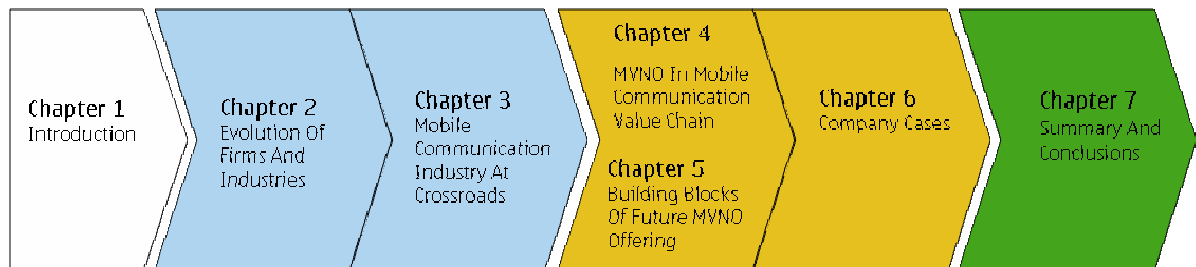 Chapter 1
Introduction
Chapter 2
Evolution Of
Firms And
Industries
Chapter 3
Mobile
Communication
Industry At
Crossroads
Chapter 4
MVNO In Mobile
Communication
Value Chain
Chapter 5
Building Blocks
Of Future MVNO
Offering
Chapter 6
Company Cases
Chapter 7
Summary And
Conclusions